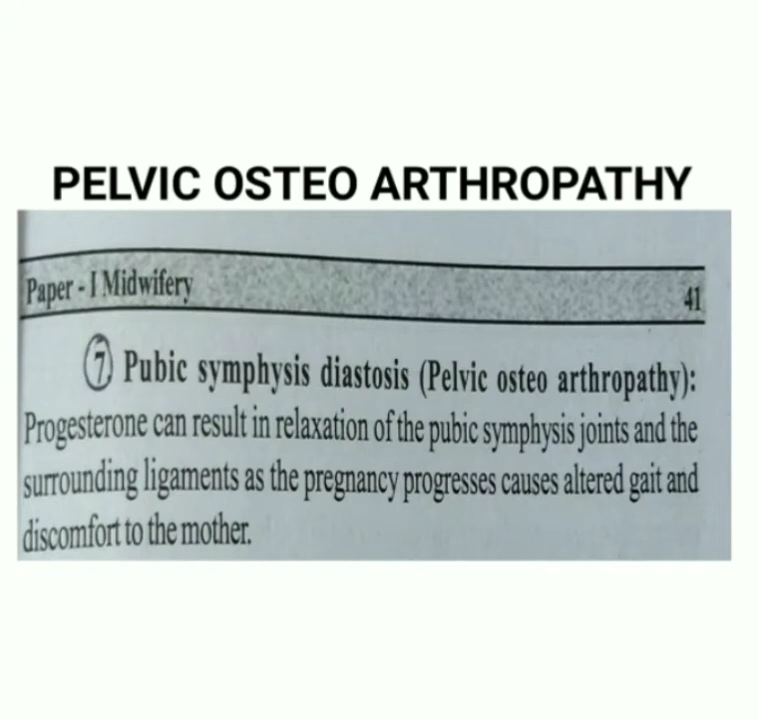 PELVIC OSTEO ARTHROPATHY
Paper - I Midwifery 41
7 Pubic symphysis diastosis (Pelvic osteo arthropathy):
Progesterone can result in relaxation of the pubic symphysis joints and the
surrounding ligaments as the pregnancy progresses causes altered gait and
discomfort to the mother.